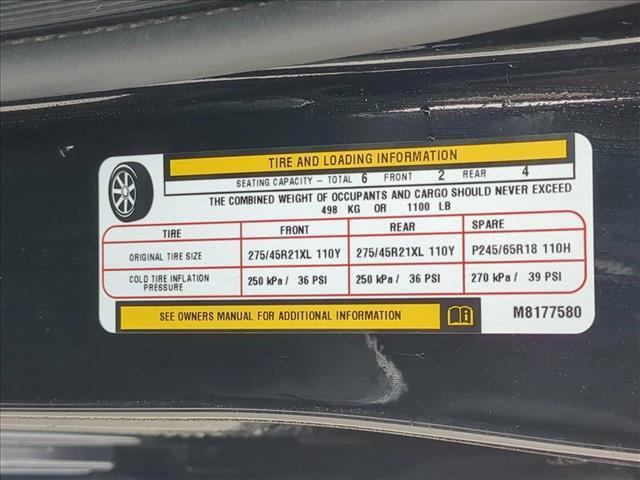 TIRE AND LOADING INFORMATION
SEATING CAPACITY – TOTAL 6 FRONT 2 REAR 4
THE COMBINED WEIGHT OF OCCUPANTS AND CARGO SHOULD NEVER EXCEED
498 KG OR 1100 LB
TIRE FRONT REAR SPARE
ORIGINAL TIRE SIZE 275/45R21XL 110Y 275/45R21XL 110Y P245/65R18 110H
COLD TIRE INFLATION PRESSURE 250 kPa / 36 PSI 250 kPa / 36 PSI 270 kPa / 39 PSI
SEE OWNERS MANUAL FOR ADDITIONAL INFORMATION M8177580